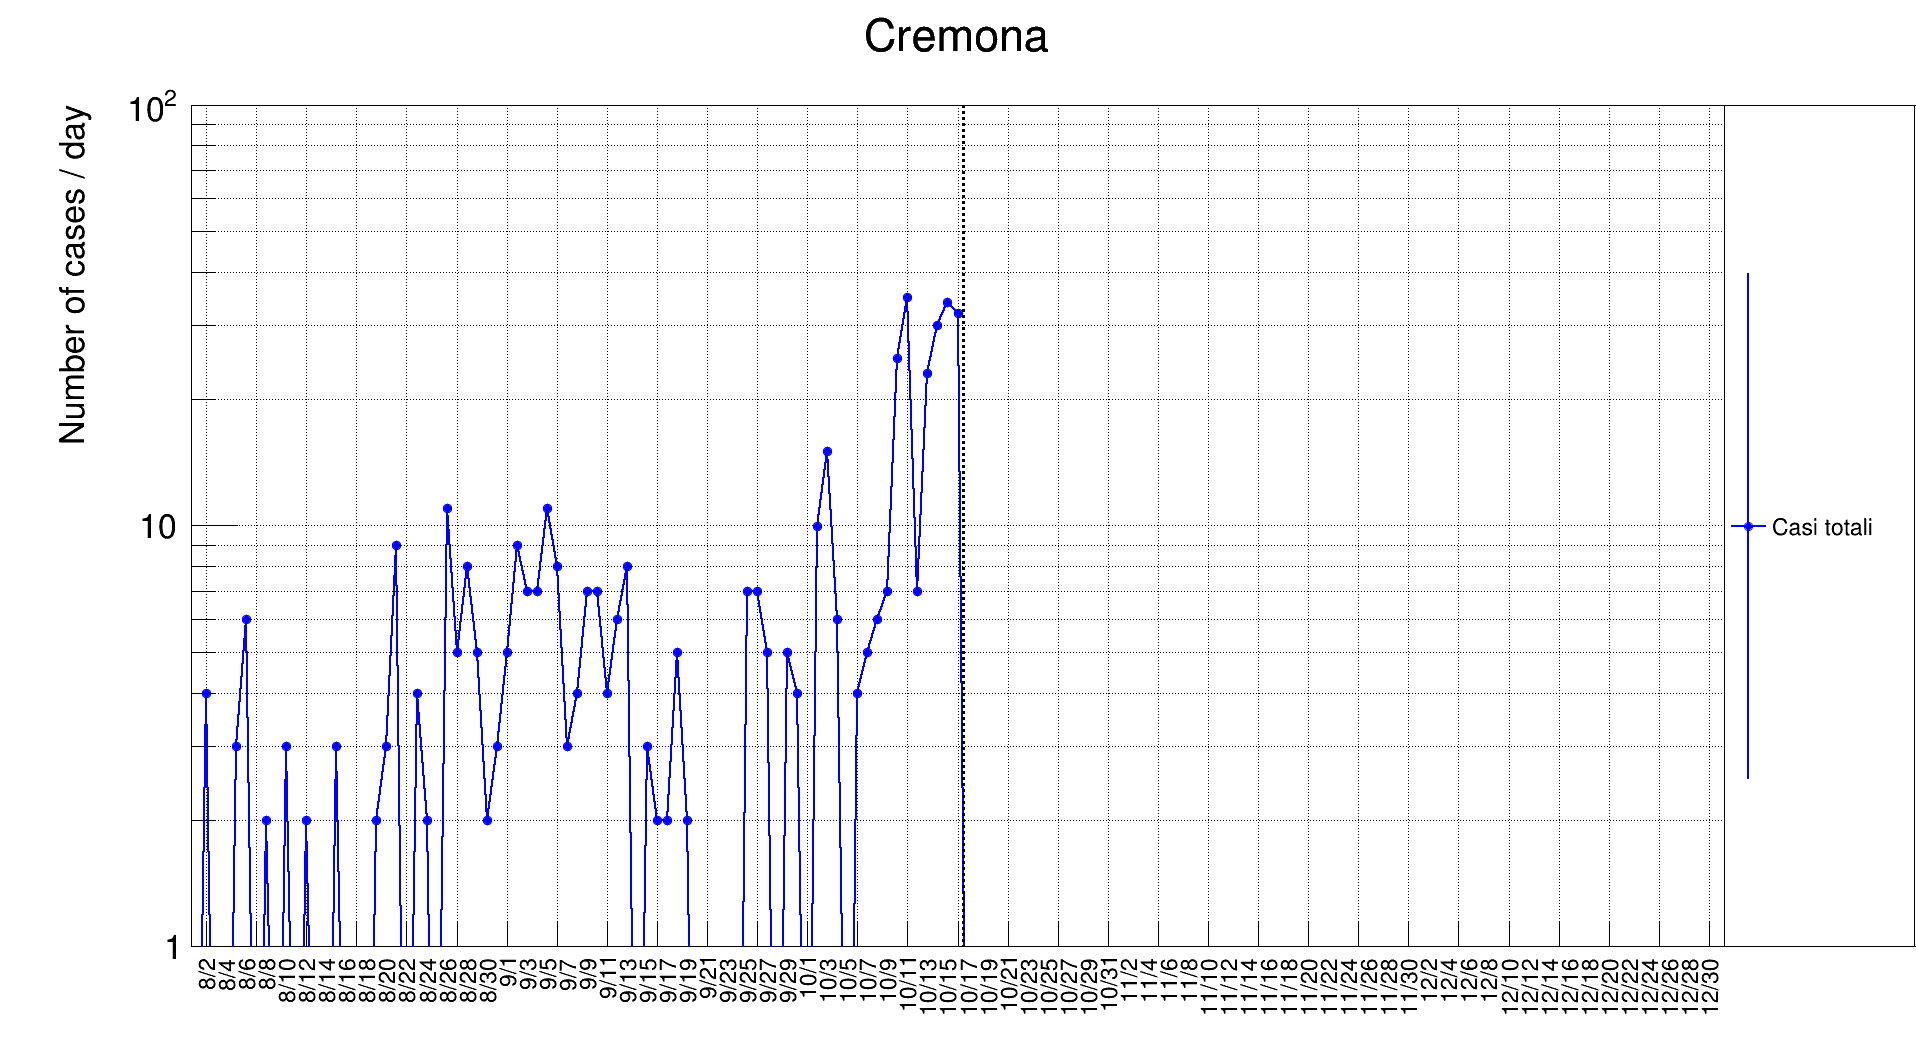 Cremona
Number of cases / day
10²
10
1
8/2 8/4 8/6 8/8 8/10 8/12 8/14 8/16 8/18 8/20 8/22 8/24 8/26 8/28 8/30 9/1 9/3 9/5 9/7 9/9 9/11 9/13 9/15 9/17 9/19 9/21 9/23 9/25 9/27 9/29 10/1 10/3 10/5 10/7 10/9 10/11 10/13 10/15 10/17 10/19 10/21 10/23 10/25 10/27 10/29 10/31 11/2 11/4 11/6 11/8 11/10 11/12 11/14 11/16 11/18 11/20 11/22 11/24 11/26 11/28 11/30 12/2 12/4 12/6 12/8 12/10 12/12 12/14 12/16 12/18 12/20 12/22 12/24 12/26 12/28 12/30
Casi totali